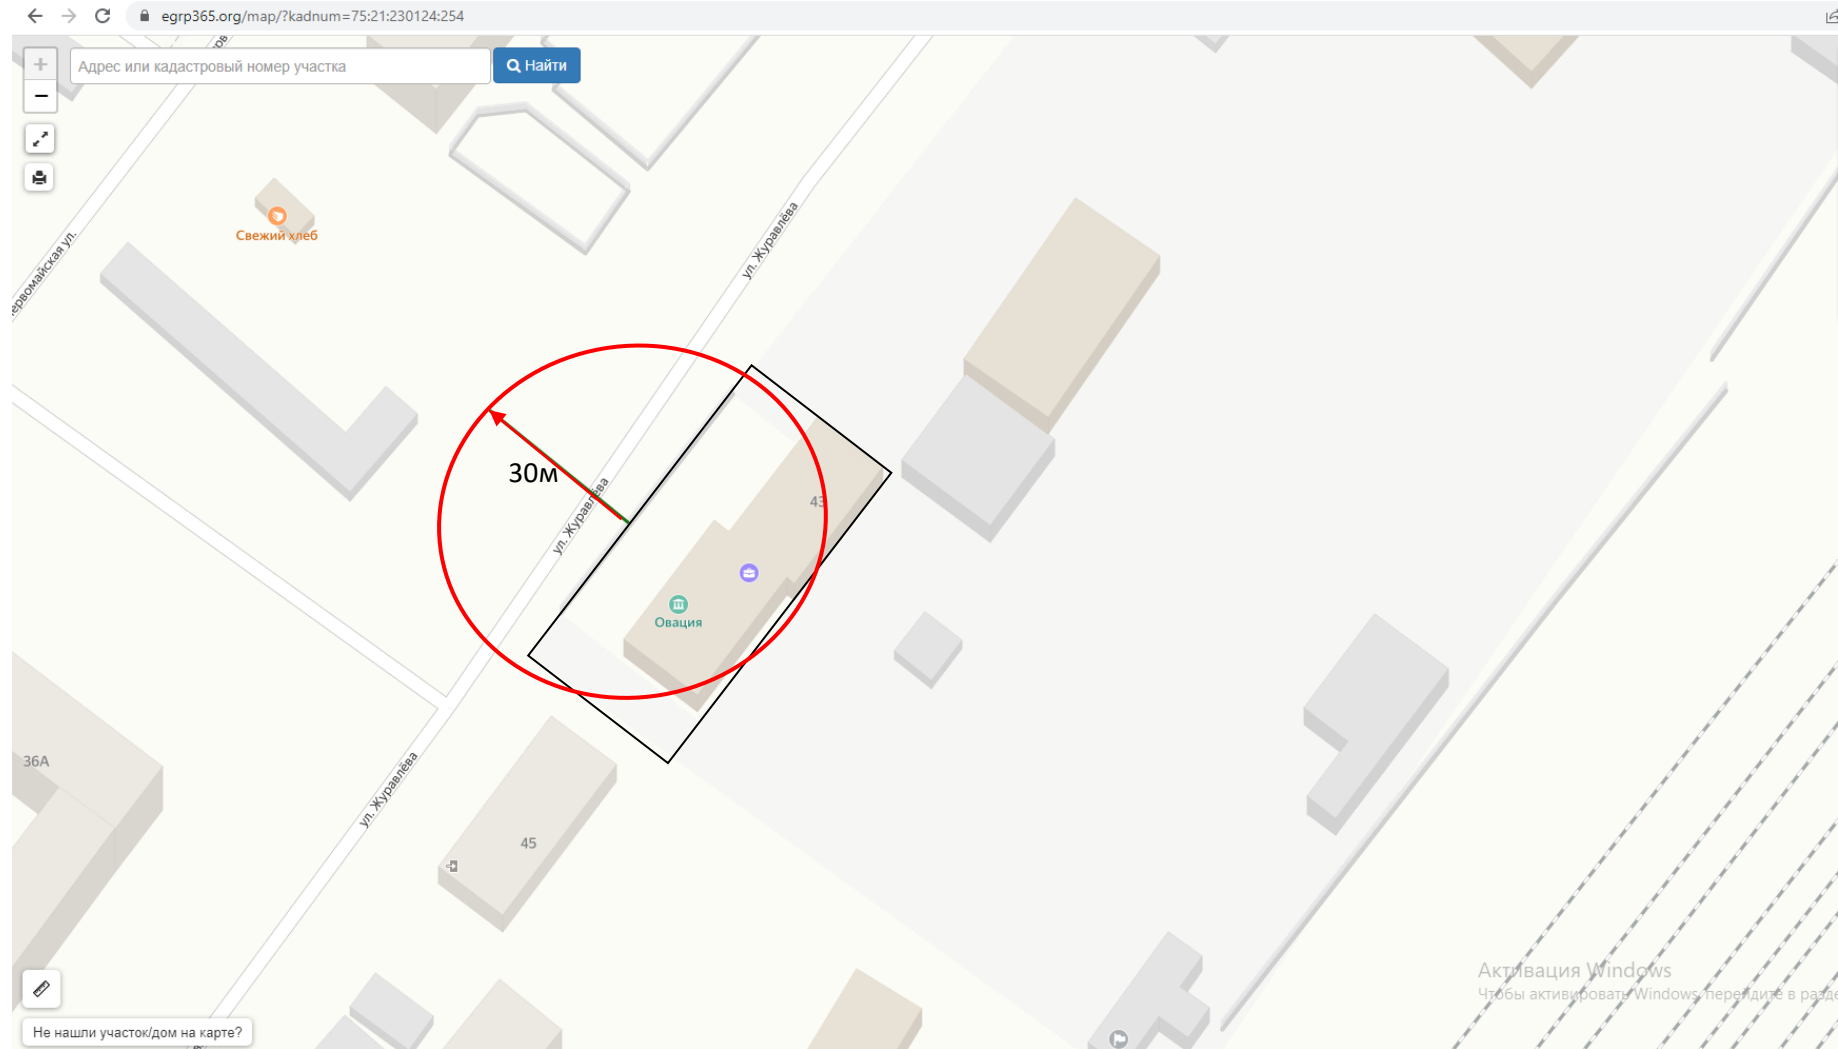 egrp365.org/map/?kadnum=75:21:230124:254
Адрес или кадастровый номер участка
Найти
Свежий хлеб
ул. Журавлёва
30м
ул. Журавлёва
43
Овация
36А
ул. Журавлёва
45
Активация Windows
Чтобы активировать Windows, перейдите в
Не нашли участок/дом на карте?